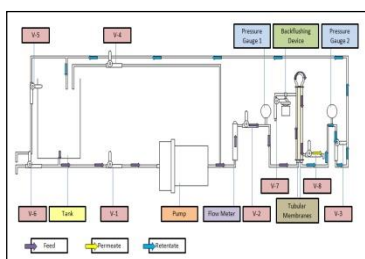 Pressure
Gauge 1
Backflushing
Device
Pressure
Gauge 2
V-5
V-4
V-7
V-8
V-6
Tank
V-1
Pump
Flow Meter
V-2
Tubular
Membranes
V-3
Feed
Permeate
Retentate